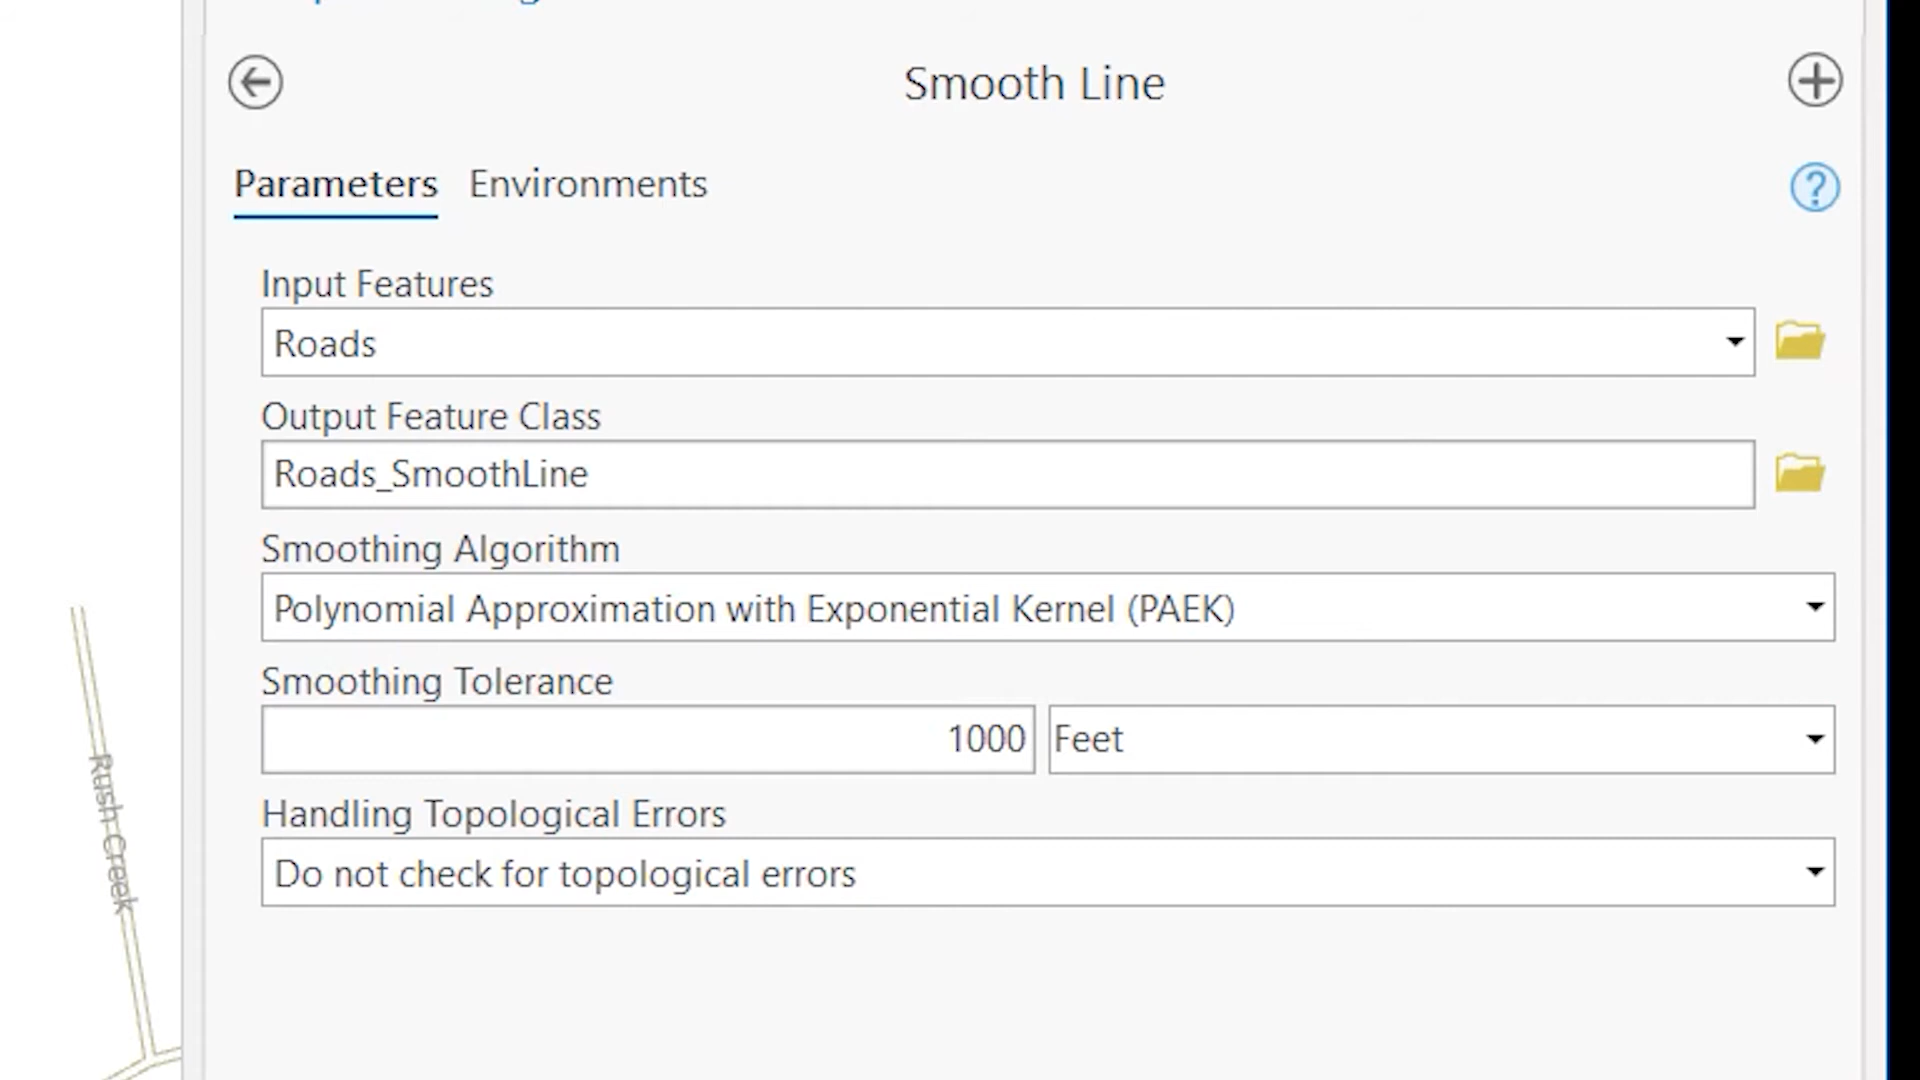 Smooth Line
Parameters Environments
Input Features
Roads
Output Feature Class
Roads_SmoothLine
Smoothing Algorithm
Polynomial Approximation with Exponential Kernel (PAEK)
Smoothing Tolerance
1000 Feet
Handling Topological Errors
Do not check for topological errors
Rush Creek